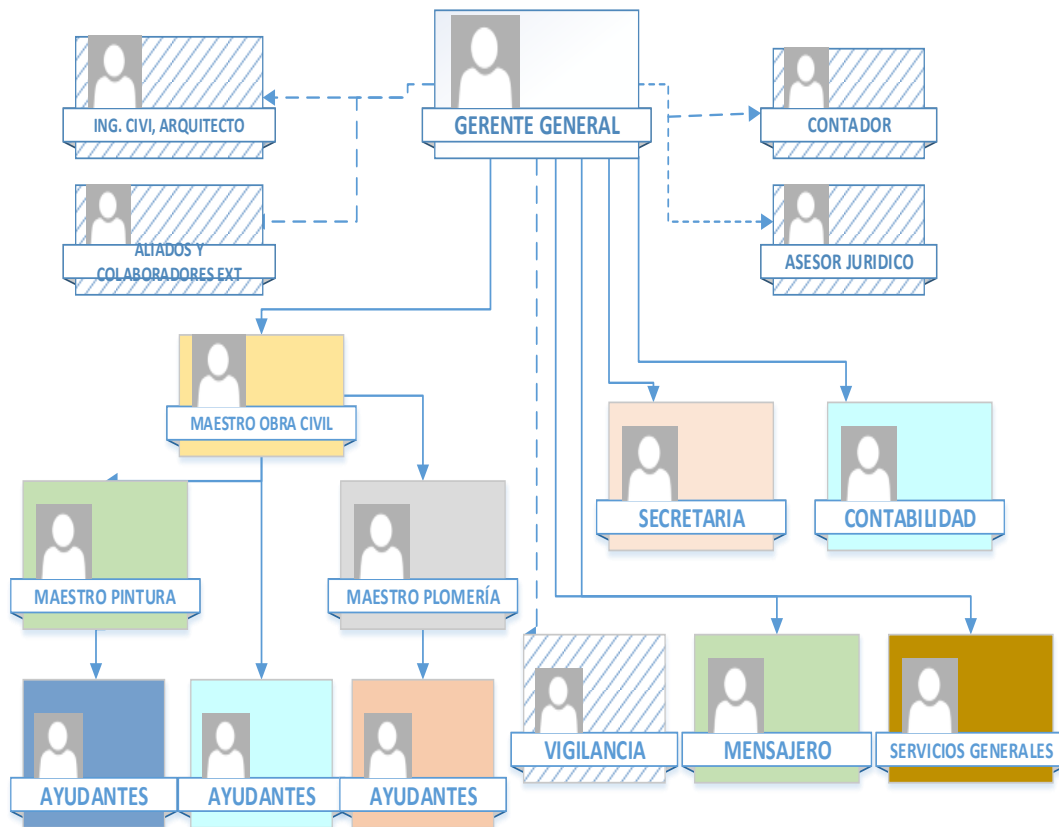 GERENTE GENERAL
ING. CIVI, ARQUITECTO
CONTADOR
ALIADOS Y
COLABORADORES EXT
ASESOR JURIDICO
MAESTRO OBRA CIVIL
SECRETARIA
CONTABILIDAD
MAESTRO PINTURA
MAESTRO PLOMERÍA
VIGILANCIA
MENSAJERO
SERVICIOS GENERALES
AYUDANTES
AYUDANTES
AYUDANTES